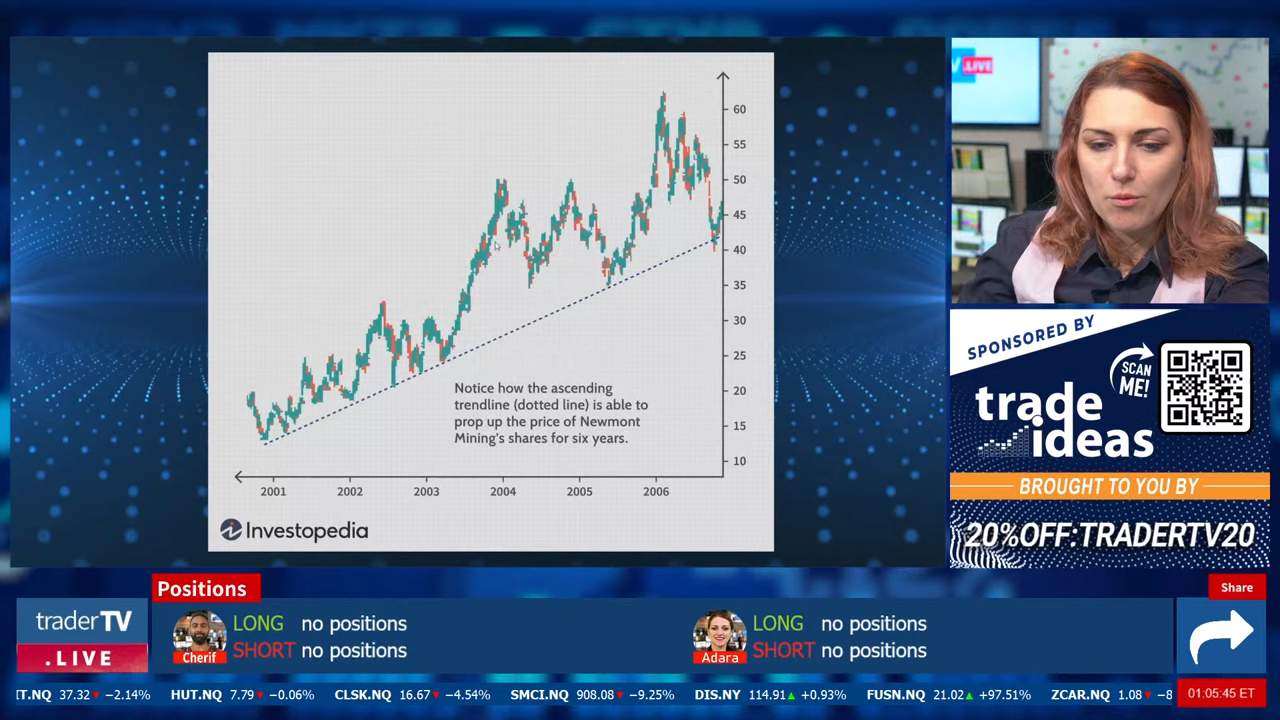 V .LIVE
60
55
50
45
40
35
30
25
20
15
10
Notice how the ascending
trendline (dotted line) is able to
prop up the price of Newmont
Mining's shares for six years.
2001 2002 2003 2004 2005 2006
Investopedia
SPONSORED BY
SCAN
ME!
trade
ideas
BROUGHT TO YOU BY
20%OFF:TRADERTV20
Positions
Share
traderTV
.LIVE
Cherif
LONG no positions
SHORT no positions
Adara
LONG no positions
SHORT no positions
T.NQ 37.32 -2.14% HUT.NQ 7.79 -0.06% CLSK.NQ 16.67 -4.54% SMCI.NQ 908.08 -9.25% DIS.NY 114.91 +0.93% FUSN.NQ 21.02 +97.51% ZCAR.NQ 1.08 -8
01:05:45 ET